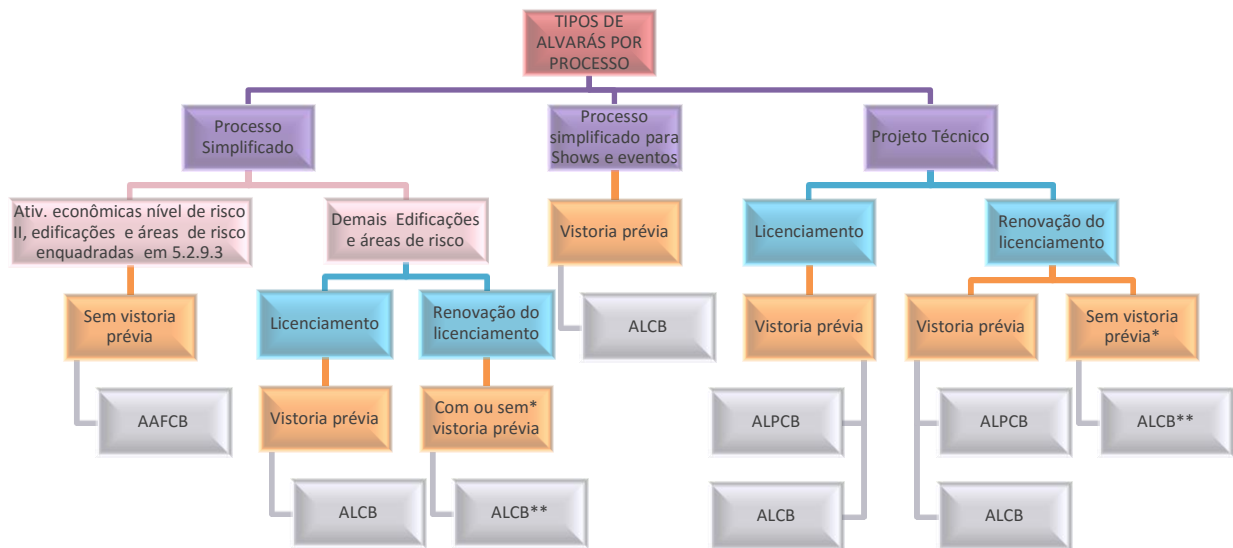 TIPOS DE
ALVARÁS POR
PROCESSO
Processo
Simplificado
Processo
simplificado para
Shows e eventos
Projeto Técnico
Ativ. econômicas nível de risco
II, edificações e áreas de risco
enquadradas em 5.2.9.3
Demais Edificações
e áreas de risco
Vistoria prévia
Licenciamento
Renovação do
licenciamento
Sem vistoria
prévia
Licenciamento
Renovação do
licenciamento
ALCB
Vistoria prévia
Vistoria prévia
Sem vistoria
prévia*
AAFCB
Vistoria prévia
Com ou sem*
vistoria prévia
ALPCB
ALPCB
ALCB**
ALCB
ALCB**
ALCB
ALCB